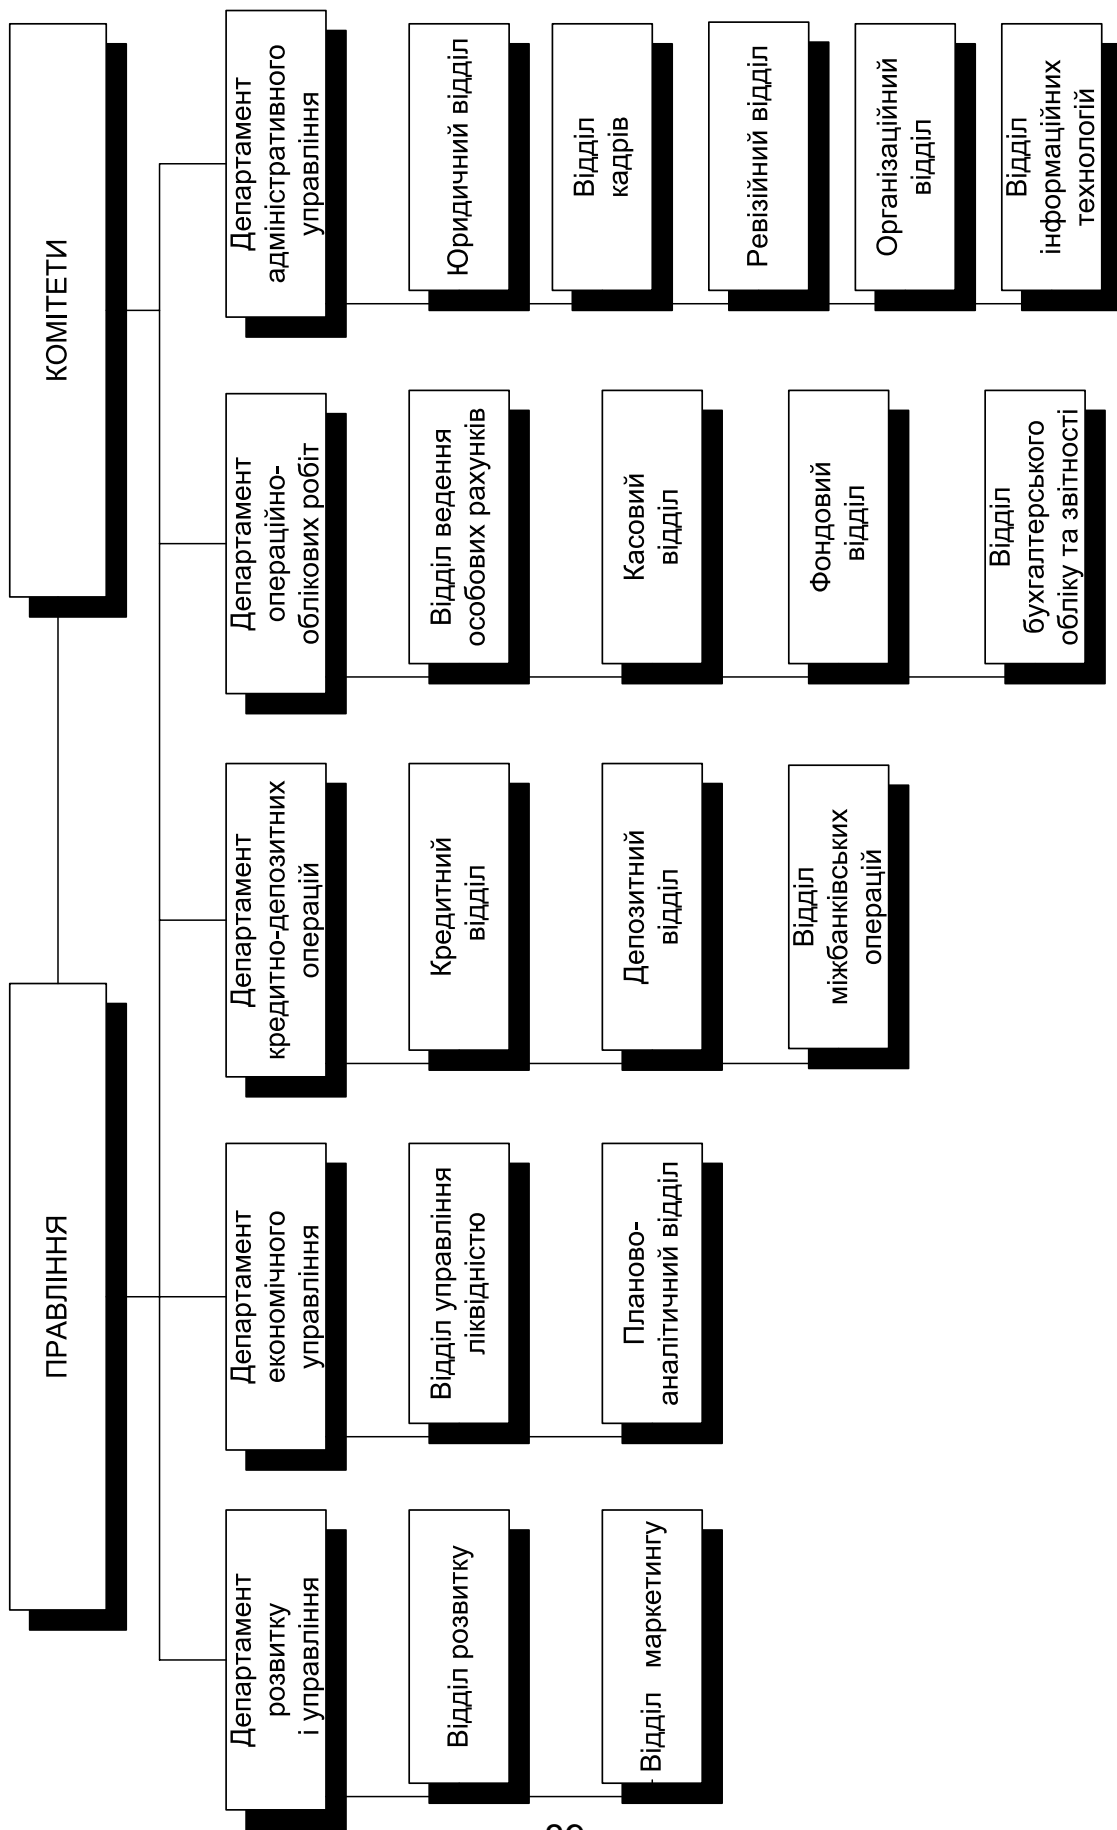 ПРАВЛІННЯ
КОМІТЕТИ
Департамент
розвитку
і управління
Департамент
економічного
управління
Департамент
кредитно-депозитних
операцій
Департамент
операційно-
облікових робіт
Департамент
адміністративного
управління
Відділ розвитку
Відділ управління
ліквідністю
Кредитний
відділ
Відділ ведення
особових рахунків
Юридичний відділ
Відділ
кадрів
Відділ маркетингу
Планово-
аналітичний відділ
Депозитний
відділ
Касовий
відділ
Ревізійний відділ
Відділ
міжбанківських
операцій
Фондовий
відділ
Організаційний
відділ
Відділ
бухгалтерського
обліку та звітності
Відділ
інформаційних
технологій